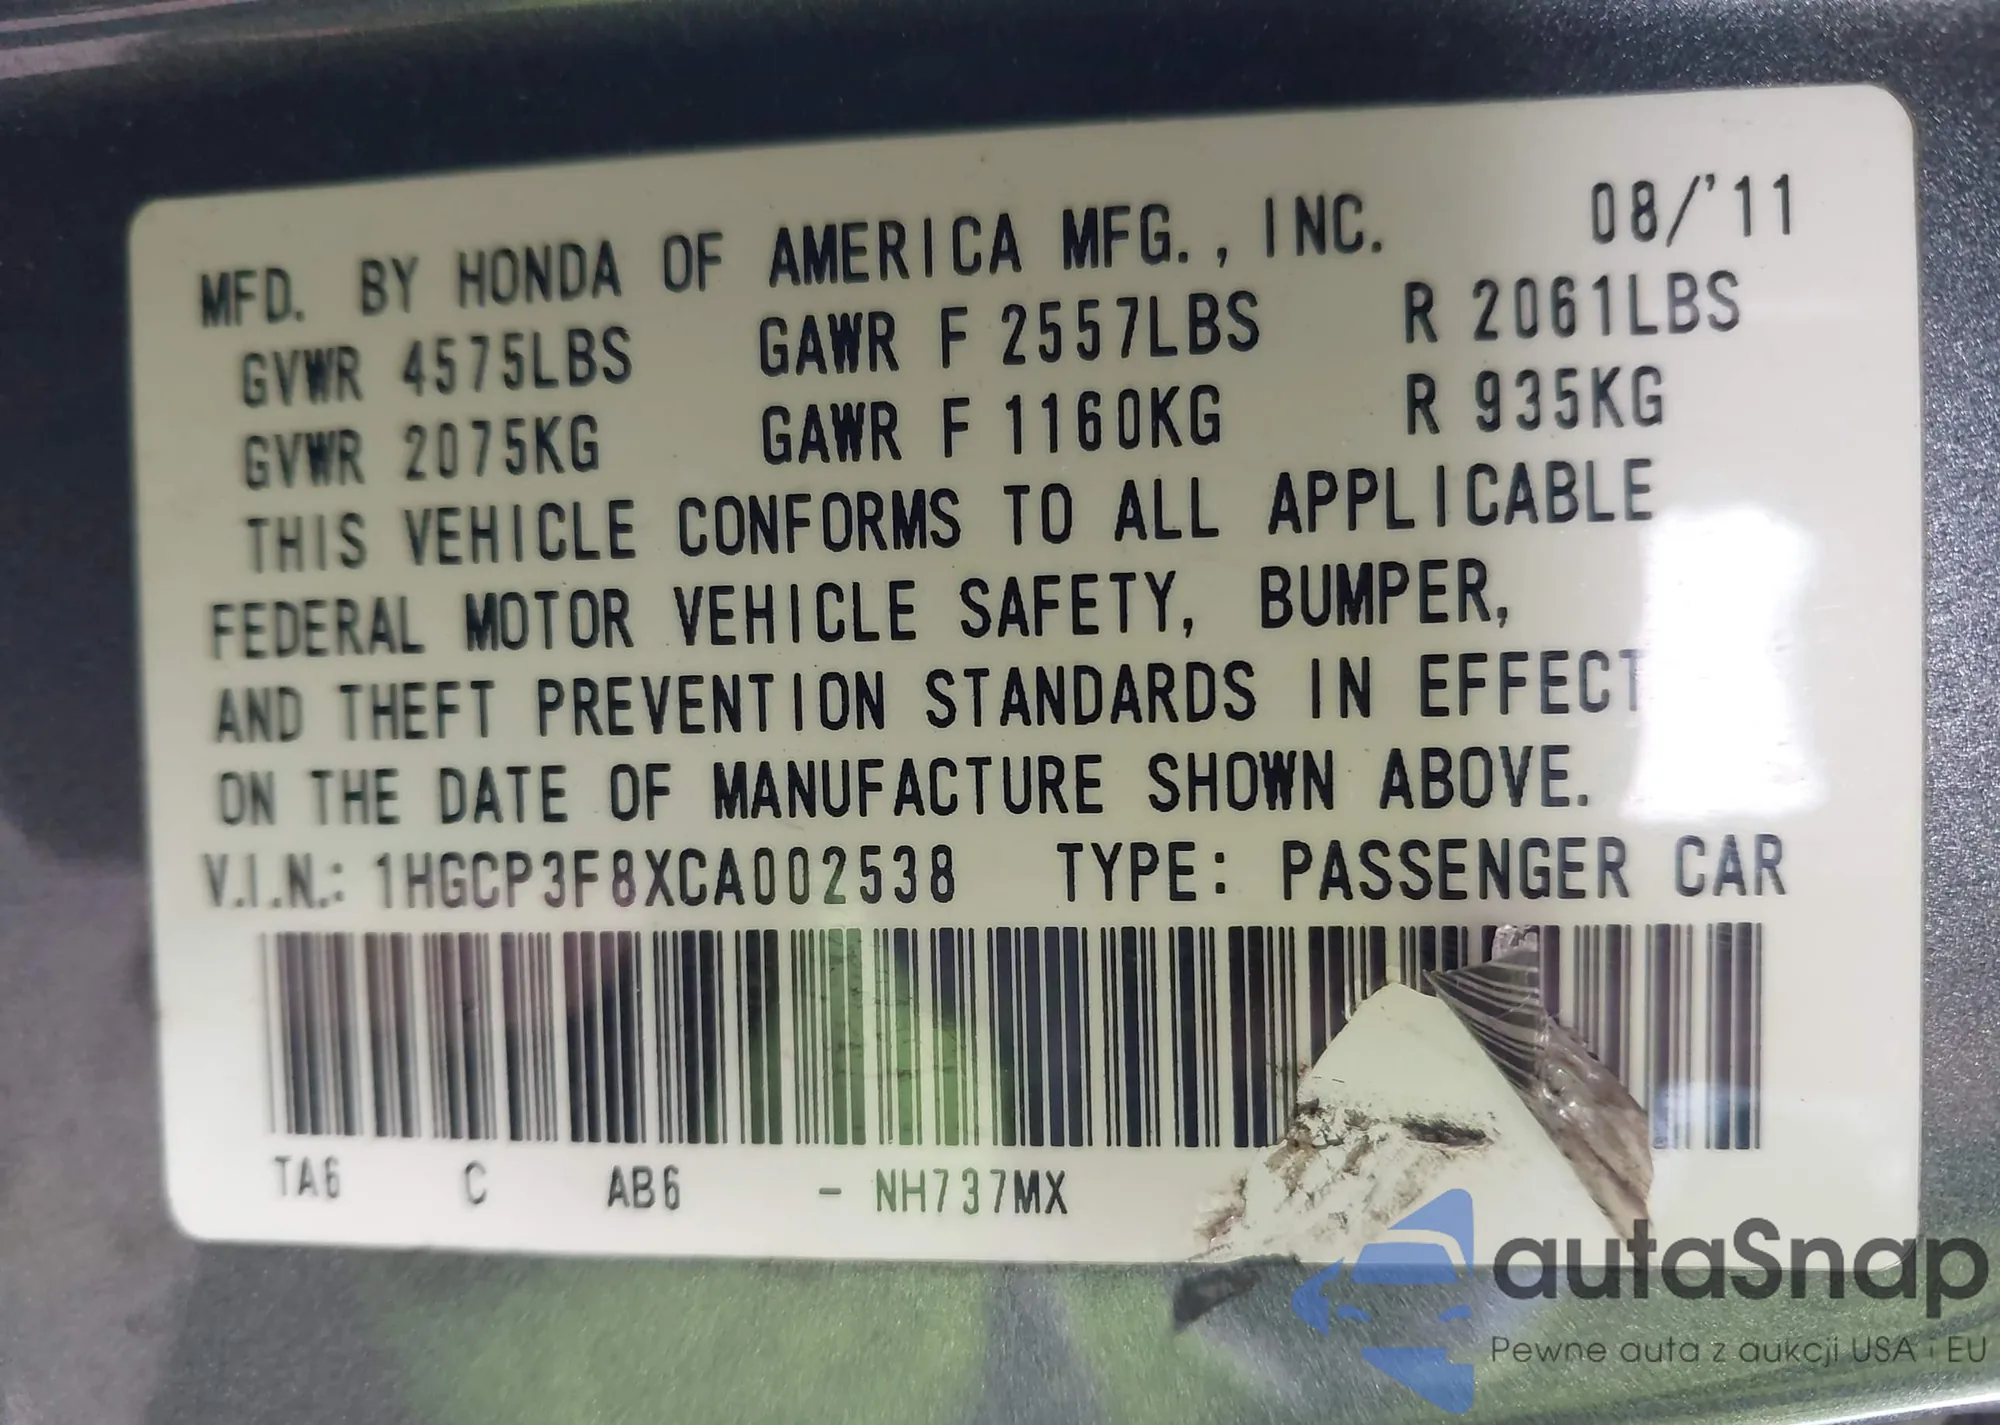 MFD. BY HONDA OF AMERICA MFG., INC. 08/'11
GVWR 4575LBS GAWR F 2557LBS R 2061LBS
GVWR 2075KG GAWR F 1160KG R 935KG
THIS VEHICLE CONFORMS TO ALL APPLICABLE
FEDERAL MOTOR VEHICLE SAFETY, BUMPER,
AND THEFT PREVENTION STANDARDS IN EFFECT
ON THE DATE OF MANUFACTURE SHOWN ABOVE.
V.I.N.: 1HGCP3F8XCA002538 TYPE: PASSENGER CAR
TA6 C AB6 - NH737MX
autaSnap
Pewne auta z aukcji USA i EU